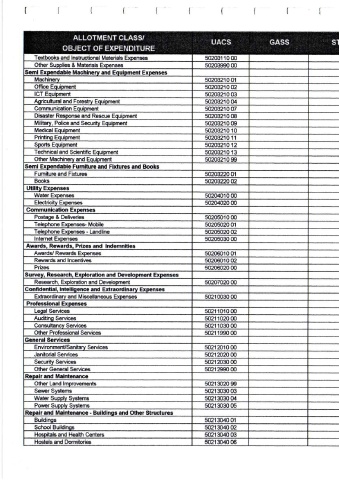 ALLOTMENT CLASS/ OBJECT OF EXPENDITURE UACS GASS ST
Textbooks and Instructional Materials Expenses 50203110 00
Other Supplies & Materials Expenses 50203990 00
Semi Expendable Machinery and Equipment Expenses
Machinery 50203210 01
Office Equipment 50203210 02
ICT Equipment 50203210 03
Agricultural and Forestry Equipment 50203210 04
Communication Equipment 50203210 07
Disaster Response and Rescue Equipment 50203210 08
Military, Police and Security Equipment 50203210 09
Medical Equipment 50203210 10
Printing Equipment 50203210 11
Sports Equipment 50203210 12
Technical and Scientific Equipment 50203210 13
Other Machinery and Equipment 50203210 99
Semi Expendable Furniture and Fixtures and Books
Furniture and Fixtures 50203220 01
Books 50203220 02
Utility Expenses
Water Expenses 50204010 00
Electricity Expenses 50204020 00
Communication Expenses
Postage & Deliveries 50205010 00
Telephone Expenses- Mobile 50205020 01
Telephone Expenses - Landline 50205020 02
Internet Expenses 50205030 00
Awards, Rewards, Prizes and Indemnities
Awards/ Rewards Expenses 50206010 01
Rewards and Incentives 50206010 02
Prizes 50206020 00
Survey, Research, Exploration and Development Expenses
Research, Exploration and Development 50207020 00
Confidential, Intelligence and Extraordinary Expenses
Extraordinary and Miscellaneous Expenses 50210030 00
Professional Expenses
Legal Services 50211010 00
Auditing Services 50211020 00
Consultancy Services 50211030 00
Other Professional Services 50211990 00
General Services
Environment/Sanitary Services 50212010 00
Janitorial Services 50212020 00
Security Services 50212030 00
Other General Services 50212990 00
Repair and Maintenance
Other Land Improvements 50213020 99
Sewer Systems 50213030 03
Water Supply Systems 50213030 04
Power Supply Systems 50213030 05
Repair and Maintenance - Buildings and Other Structures
Buildings 50213040 01
School Buildings 50213040 02
Hospitals and Health Centers 50213040 03
Hostels and Dormitories 50213040 06